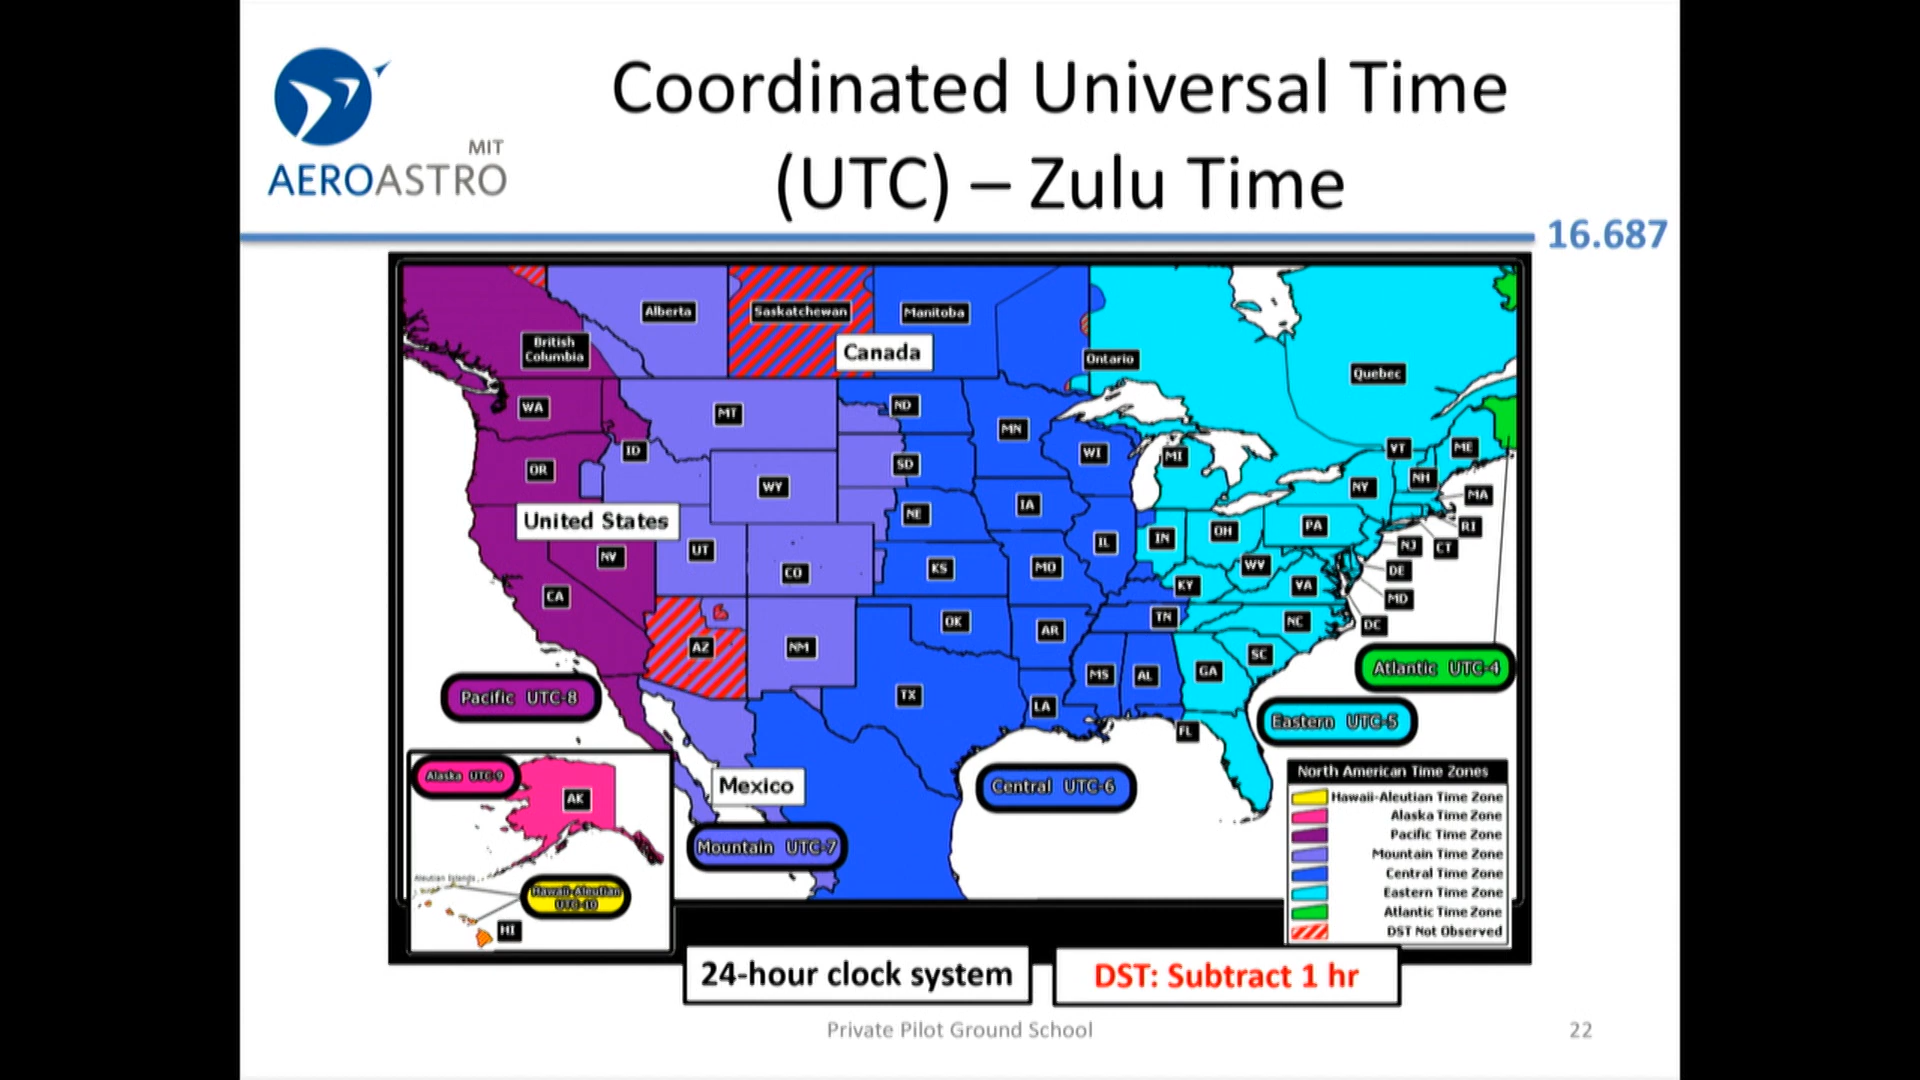 MIT
AEROASTRO
Coordinated Universal Time
(UTC) – Zulu Time
16.687
Alberta
Saskatchewan
Manitoba
British
Columbia
Canada
Ontario
Quebec
WA
MT
ND
MN
OR
ID
WY
SD
WI
MI
VT
ME
NH
NY
MA
United States
NE
IA
PA
RI
NV
UT
CO
KS
MO
IL
IN
OH
NJ
CT
WV
DE
CA
KY
VA
MD
AZ
NM
OK
AR
TN
NC
DC
SC
TX
MS
AL
GA
LA
FL
Atlantic UTC-4
Pacific UTC-8
Eastern UTC-5
Alaska UTC-9
AK
Mexico
Central UTC-6
Mountain UTC-7
Aleutian Islands
Hawaii-Aleutian
UTC-10
HI
North American Time Zones
Hawaii-Aleutian Time Zone
Alaska Time Zone
Pacific Time Zone
Mountain Time Zone
Central Time Zone
Eastern Time Zone
Atlantic Time Zone
DST Not Observed
24-hour clock system
DST: Subtract 1 hr
Private Pilot Ground School
22